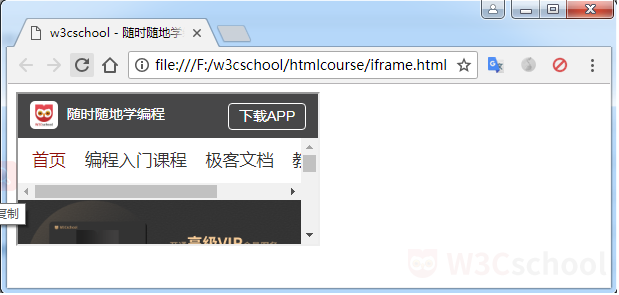 w3cschool - 随时随地学
file:///F:/w3cschool/htmlcourse/iframe.html
随时随地学编程
下载APP
首页 编程入门课程 极客文档
复制
高级VIP
W3Cschool